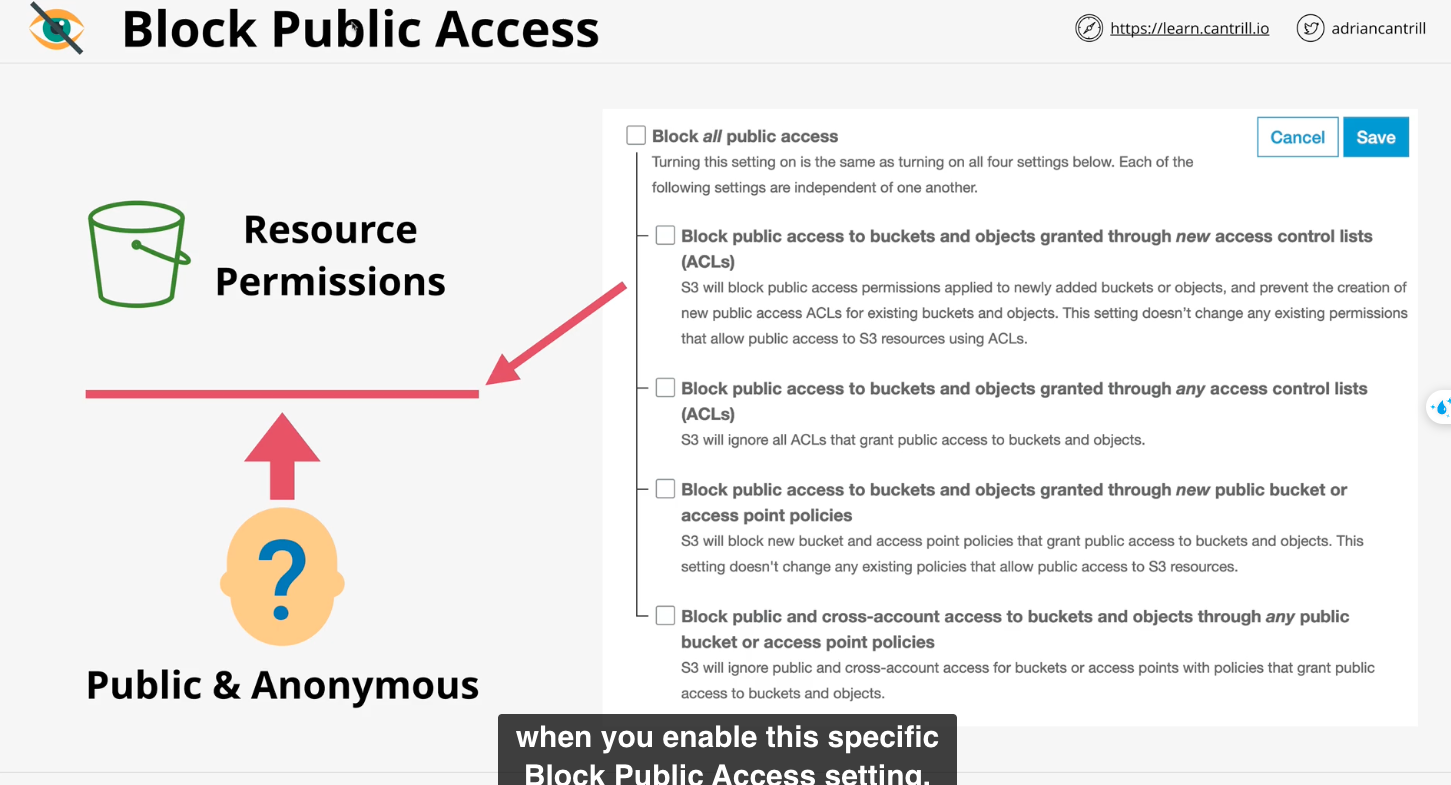 Block Public Access
https://learn.cantrill.io
adriancantrill
Resource
Permissions
?
Public & Anonymous
Block all public access
Cancel
Save
Turning this setting on is the same as turning on all four settings below. Each of the
following settings are independent of one another.
Block public access to buckets and objects granted through new access control lists
(ACLs)
S3 will block public access permissions applied to newly added buckets or objects, and prevent the creation of
new public access ACLs for existing buckets and objects. This setting doesn't change any existing permissions
that allow public access to S3 resources using ACLs.
Block public access to buckets and objects granted through any access control lists
(ACLs)
S3 will ignore all ACLs that grant public access to buckets and objects.
Block public access to buckets and objects granted through new public bucket or
access point policies
S3 will block new bucket and access point policies that grant public access to buckets and objects. This
setting doesn't change any existing policies that allow public access to S3 resources.
Block public and cross-account access to buckets and objects through any public
bucket or access point policies
S3 will ignore public and cross-account access for buckets or access points with policies that grant public
access to buckets and objects.
when you enable this specific
Block Public Access setting.